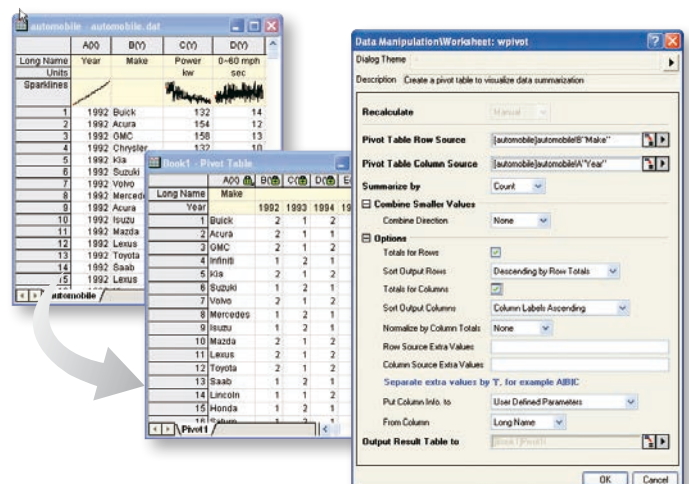 automobile - automobile.dat
A(X) B(Y) C(Y) D(Y)
Long Name Year Make Power 0~60 mph
Units kw sec
Sparklines
1 1992 Buick 132 14
2 1992 Acura 154 12
3 1992 GMC 158 13
4 1992 Chrysler 132 10
5 1992 Kia
6 1992 Suzuki
7 1992 Volvo
8 1992 Merced
9 1992 Acura
10 1992 Isuzu
11 1992 Mazda
12 1992 Lexus
13 1992 Toyota
14 1992 Saab
15 1992 Lexus
automobile
Book1 - Pivot Table
A(X) B(Y) C(Y) D(Y) E(
Long Name Make
Year 1992 1993 1994 19
1 Buick 2 1 2
2 Acura 2 1 2
3 GMC 2 1 2
4 Infiniti 1 2 1
5 Kia 2 1 2
6 Suzuki 1 2 1
7 Volvo 2 1 2
8 Mercedes 1 2 1
9 Isuzu 1 2 1
10 Mazda 2 1 2
11 Lexus 2 1 2
12 Toyota 2 1 2
13 Saab 1 2 1
14 Lincoln 1 1 1
15 Honda 1 2 1
16 Saturn 1 2 1
Pivot1
Data Manipulation\Worksheet: wpivot
Dialog Theme
Description Create a pivot table to visualize data summarization
Recalculate Manual
Pivot Table Row Source [automobile]automobile!B"Make"
Pivot Table Column Source [automobile]automobile!A"Year"
Summarize by Count
Combine Smaller Values
Combine Direction None
Options
Totals for Rows
Sort Output Rows Descending by Row Totals
Totals for Columns
Sort Output Columns Column Labels Ascending
Normalize by Column Totals None
Row Source Extra Values
Column Source Extra Values
Separate extra values by '|', for example A|B|C
Put Column Info. to User Defined Parameters
From Column Long Name
Output Result Table to [Book1]Pivot1!
OK Cancel